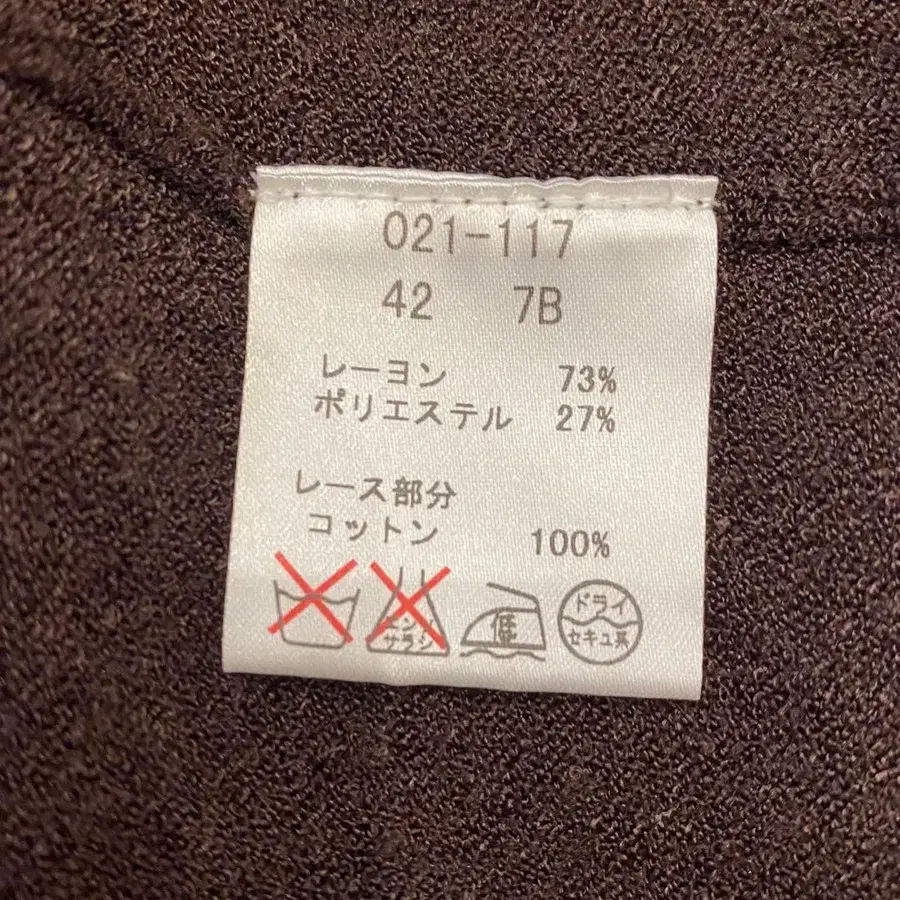 021-117
42 7B
レーヨン 73%
ポリエステル 27%
レース部分
コットン 100%
エンソ
サラシ
低
ドライ
セキユ系